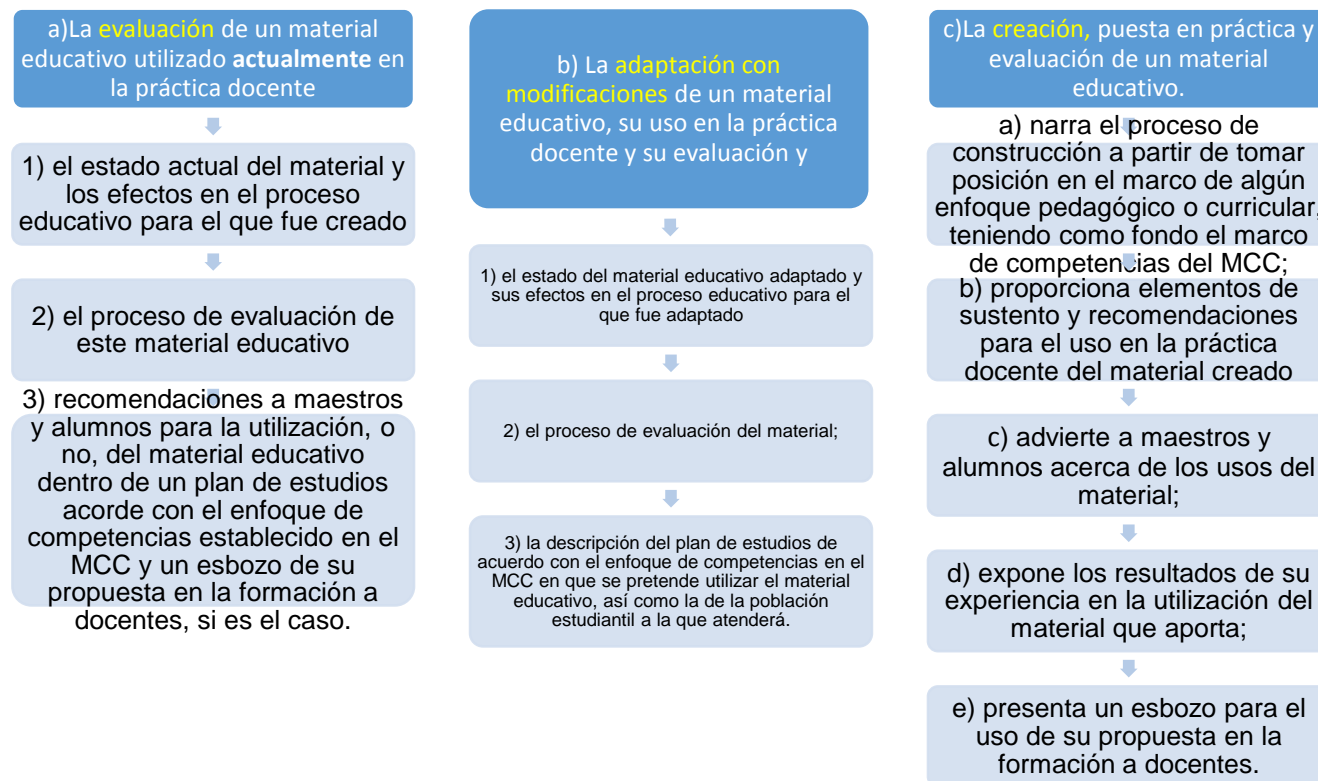 a)La evaluación de un material
educativo utilizado actualmente en
la práctica docente
1) el estado actual del material y
los efectos en el proceso
educativo para el que fue creado
2) el proceso de evaluación de
este material educativo
3) recomendaciones a maestros
y alumnos para la utilización, o
no, del material educativo
dentro de un plan de estudios
acorde con el enfoque de
competencias establecido en el
MCC y un esbozo de su
propuesta en la formación a
docentes, si es el caso.
b) La adaptación con
modificaciones de un material
educativo, su uso en la práctica
docente y su evaluación y
1) el estado del material educativo adaptado y
sus efectos en el proceso educativo para el
que fue adaptado
2) el proceso de evaluación del material;
3) la descripción del plan de estudios de
acuerdo con el enfoque de competencias en el
MCC en que se pretende utilizar el material
educativo, así como la de la población
estudiantil a la que atenderá.
c)La creación, puesta en práctica y
evaluación de un material
educativo.
a) narra el proceso de
construcción a partir de tomar
posición en el marco de algún
enfoque pedagógico o curricular,
teniendo como fondo el marco
de competencias del MCC;
b) proporciona elementos de
sustento y recomendaciones
para el uso en la práctica
docente del material creado
c) advierte a maestros y
alumnos acerca de los usos del
material;
d) expone los resultados de su
experiencia en la utilización del
material que aporta;
e) presenta un esbozo para el
uso de su propuesta en la
formación a docentes.